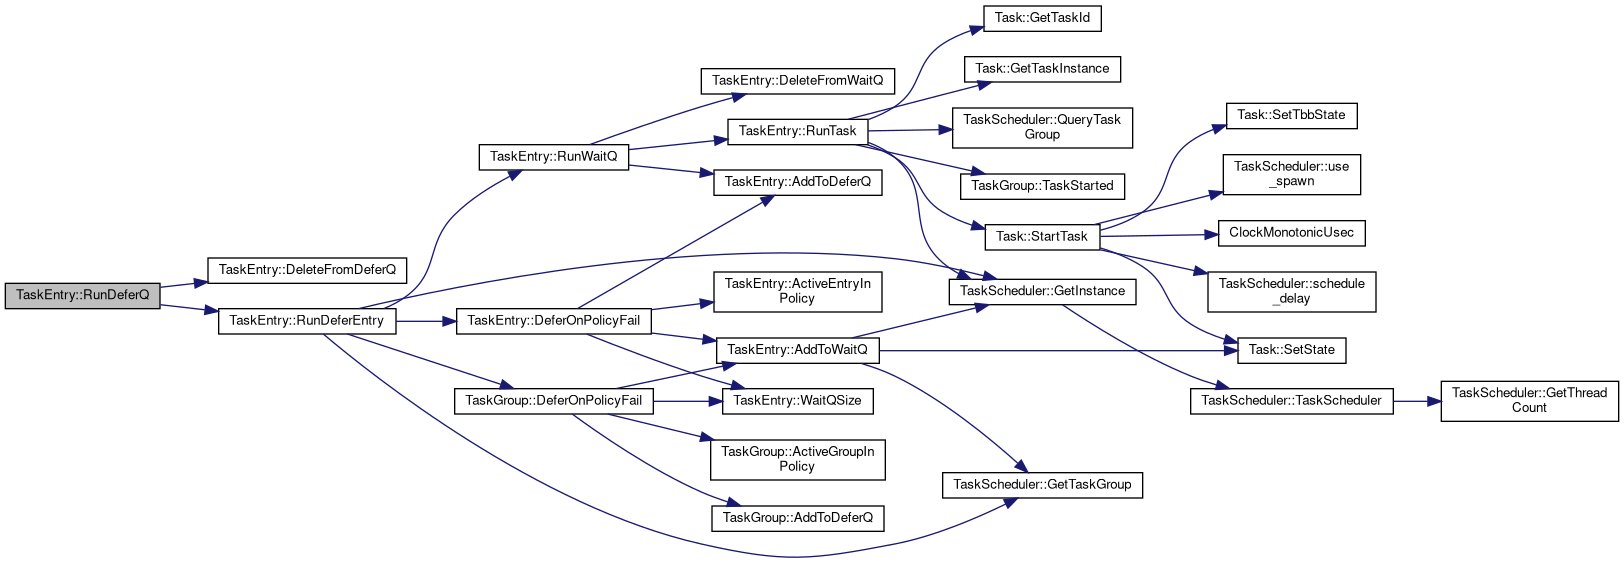 Task::GetTaskId
Task::GetTaskInstance
TaskEntry::DeleteFromWaitQ
TaskScheduler::QueryTask
Group
Task::SetTbbState
TaskEntry::RunTask
TaskEntry::RunWaitQ
TaskScheduler::use
_spawn
TaskEntry::AddToDeferQ
TaskGroup::TaskStarted
Task::StartTask
ClockMonotonicUsec
TaskEntry::DeleteFromDeferQ
TaskEntry::RunDeferQ
TaskEntry::ActiveEntryIn
Policy
TaskScheduler::GetInstance
TaskScheduler::schedule
_delay
TaskEntry::RunDeferEntry
TaskEntry::DeferOnPolicyFail
TaskEntry::AddToWaitQ
Task::SetState
TaskGroup::DeferOnPolicyFail
TaskEntry::WaitQSize
TaskScheduler::TaskScheduler
TaskScheduler::GetThread
Count
TaskGroup::ActiveGroupIn
Policy
TaskScheduler::GetTaskGroup
TaskGroup::AddToDeferQ